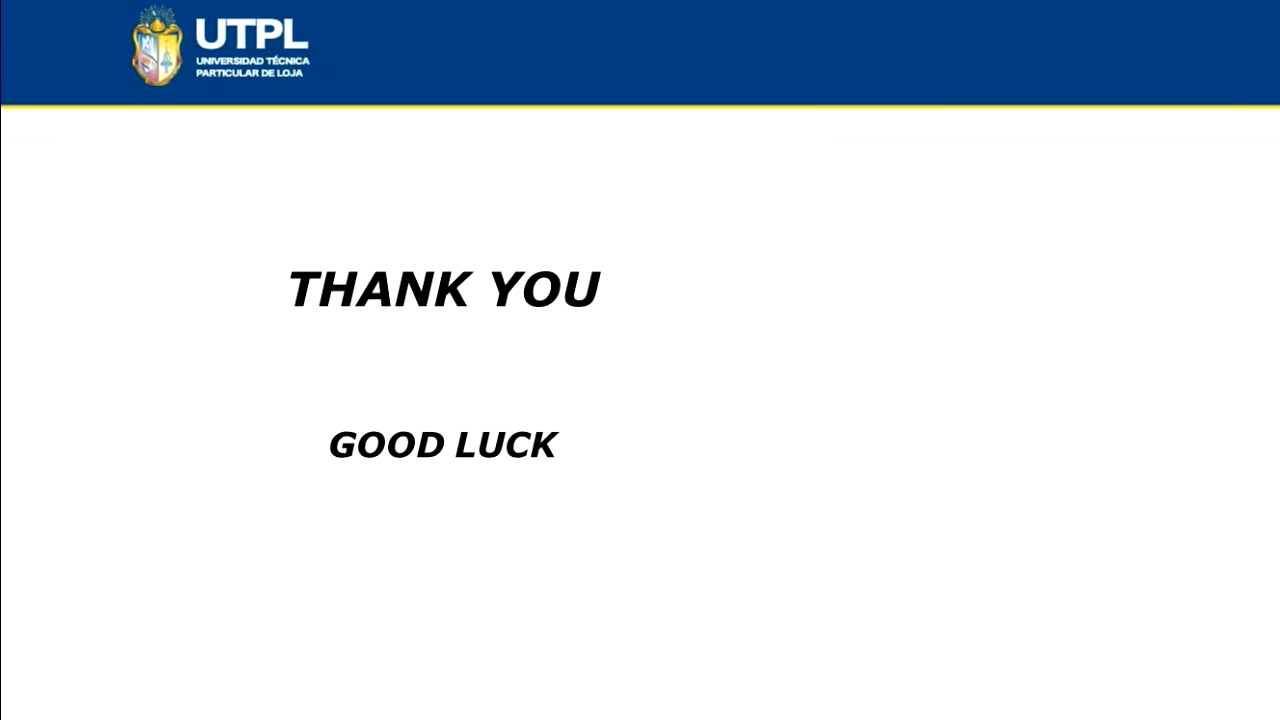 UTPL
UNIVERSIDAD TÉCNICA
PARTICULAR DE LOJA
THANK YOU
GOOD LUCK